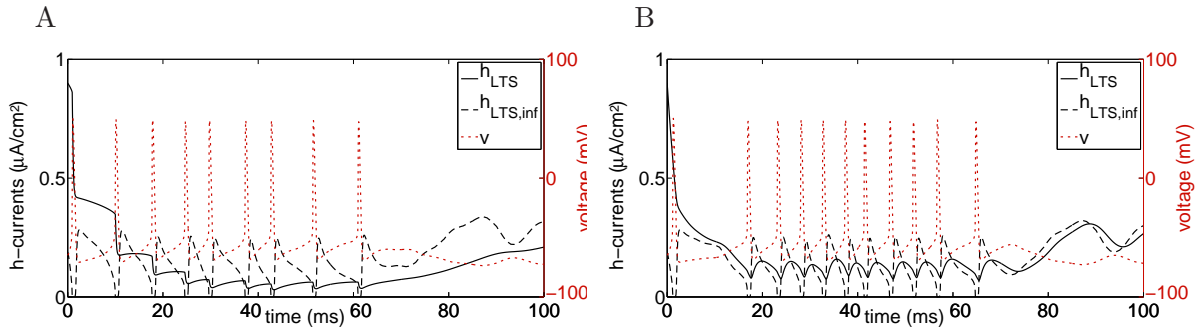 A
B
1
0.5
0
h−currents (μA/cm²)
0
20
40
60
80
100
time (ms)
100
0
−100
voltage (mV)
h_LTS
h_LTS,inf
v
1
0.5
0
h−currents (μA/cm²)
0
20
40
60
80
100
time (ms)
100
0
−100
voltage (mV)
h_LTS
h_LTS,inf
v